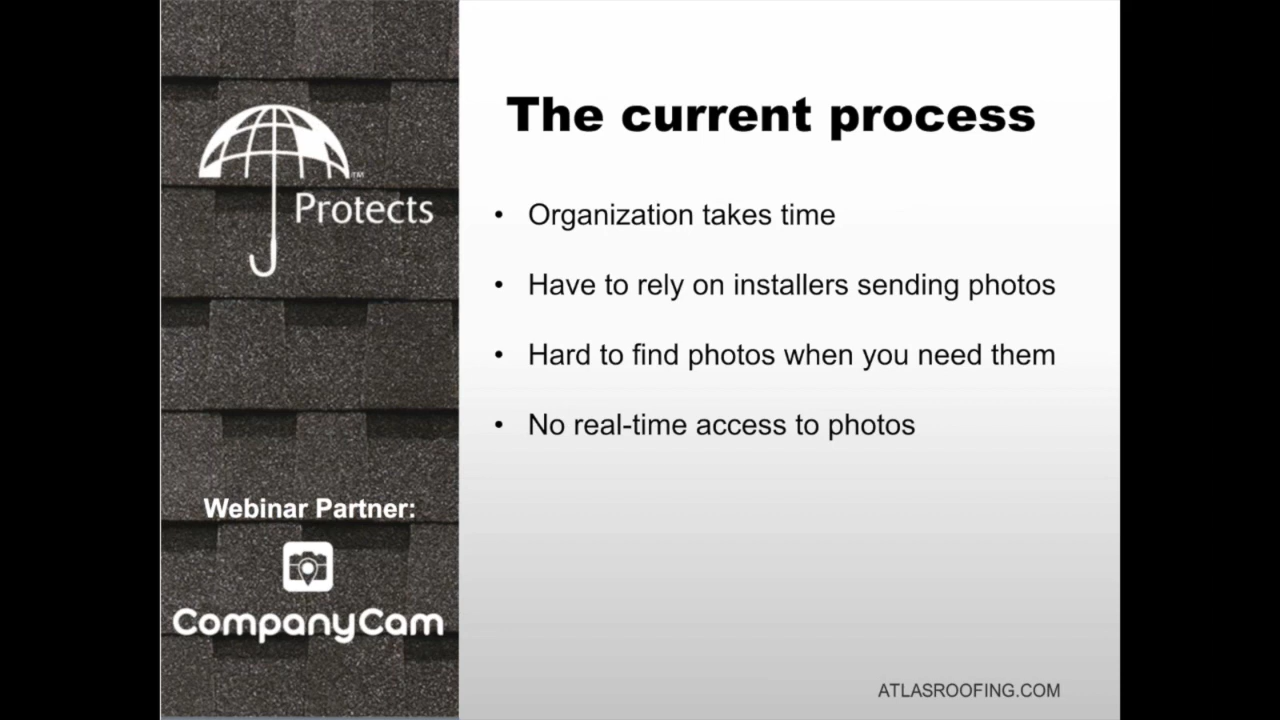 The current process
• Organization takes time
• Have to rely on installers sending photos
• Hard to find photos when you need them
• No real-time access to photos
™
Protects
Webinar Partner:
CompanyCam
ATLASROOFING.COM